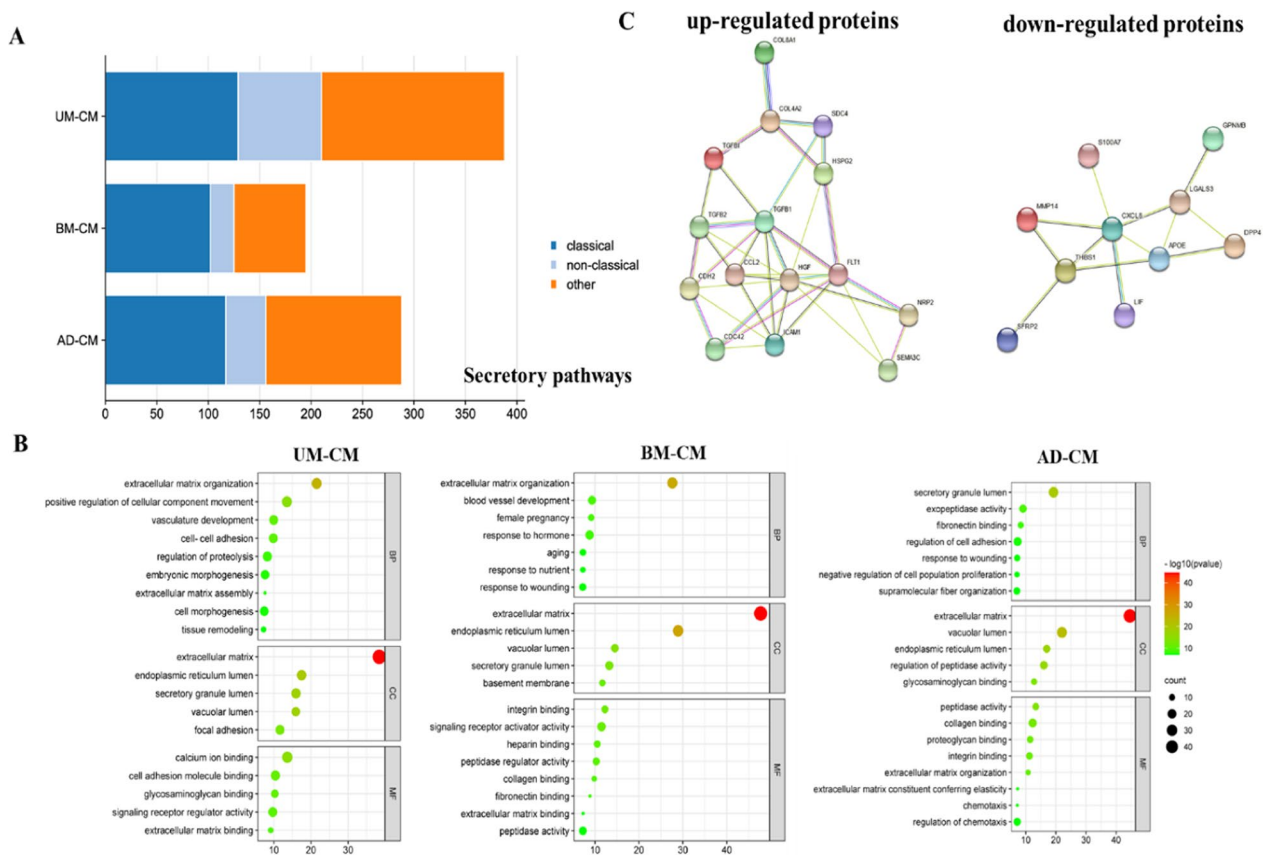 A
UM-CM
BM-CM
AD-CM
0
50
100
150
200
250
300
350
400
classical
non-classical
other
Secretory pathways
C
up-regulated proteins
COL8A1
COL4A2
SDC4
TGFBI
HSPG2
TGFB2
TGFB1
CDH2
CCL2
HGF
FLT1
NRP2
CDC42
ICAM1
SEMA3C
down-regulated proteins
GPNMB
S100A7
LGALS3
MMP14
CXCL8
DPP4
APOE
THBS1
LIF
SFRP2
B
UM-CM
extracellular matrix organization
positive regulation of cellular component movement
vasculature development
cell- cell adhesion
regulation of proteolysis
embryonic morphogenesis
extracellular matrix assembly
cell morphogenesis
tissue remodeling
BP
extracellular matrix
endoplasmic reticulum lumen
secretory granule lumen
vacuolar lumen
focal adhesion
CC
calcium ion binding
cell adhesion molecule binding
glycosaminoglycan binding
signaling receptor regulator activity
extracellular matrix binding
MF
10
20
30
BM-CM
extracellular matrix organization
blood vessel development
female pregnancy
response to hormone
aging
response to nutrient
response to wounding
BP
extracellular matrix
endoplasmic reticulum lumen
vacuolar lumen
secretory granule lumen
basement membrane
CC
integrin binding
signaling receptor activator activity
heparin binding
peptidase regulator activity
collagen binding
fibronectin binding
extracellular matrix binding
peptidase activity
MF
10
20
30
40
AD-CM
secretory granule lumen
exopeptidase activity
fibronectin binding
regulation of cell adhesion
response to wounding
negative regulation of cell population proliferation
supramolecular fiber organization
BP
extracellular matrix
vacuolar lumen
endoplasmic reticulum lumen
regulation of peptidase activity
glycosaminoglycan binding
CC
peptidase activity
collagen binding
proteoglycan binding
integrin binding
extracellular matrix organization
extracellular matrix constituent conferring elasticity
chemotaxis
regulation of chemotaxis
MF
10
20
30
40
- log10(pvalue)
40
30
20
10
count
10
20
30
40